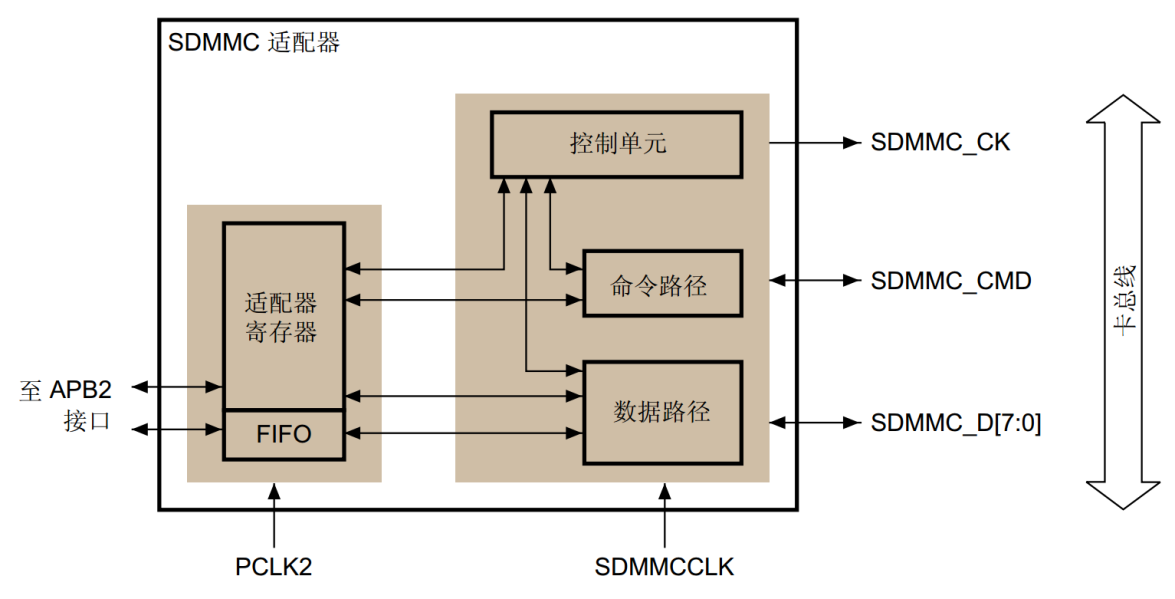 SDMMC 适配器
控制单元
SDMMC_CK
适配器
寄存器
命令路径
SDMMC_CMD
卡总线
至 APB2
接口
FIFO
数据路径
SDMMC_D[7:0]
PCLK2
SDMMCCLK